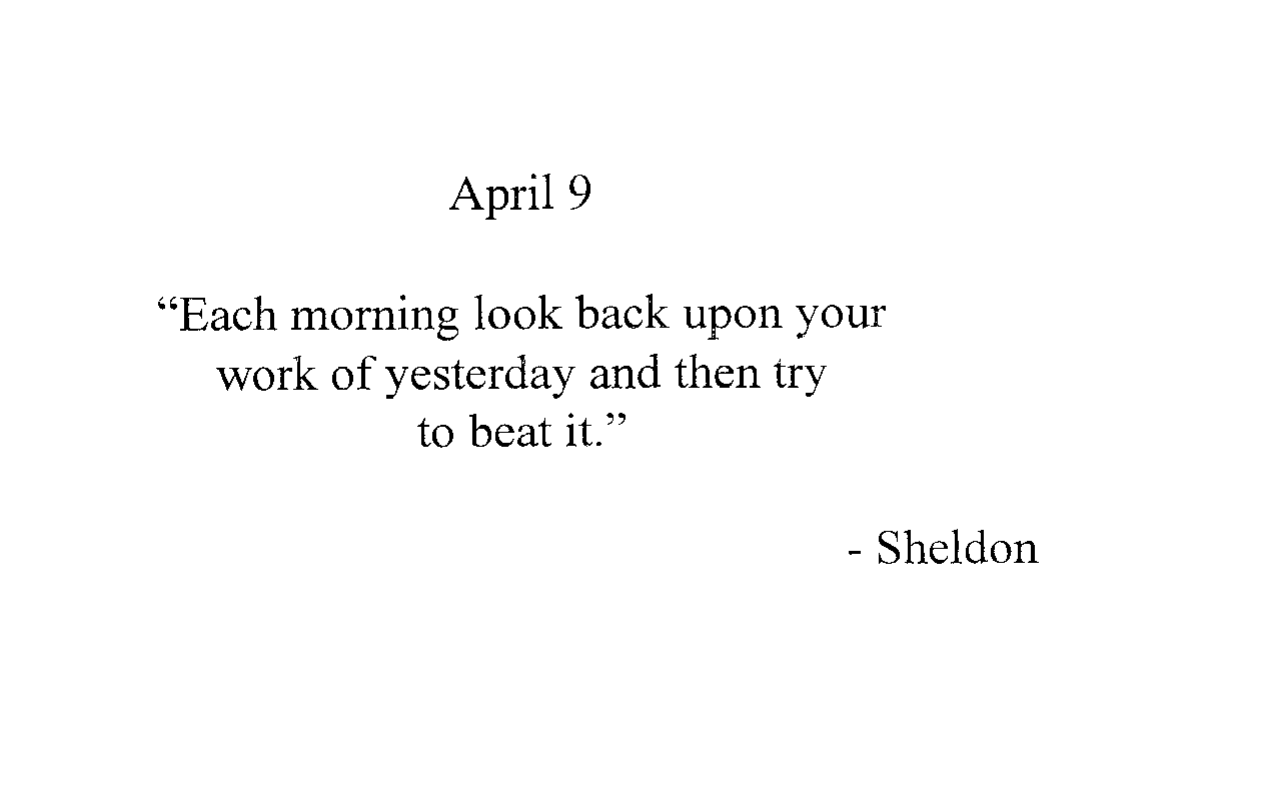 April 9
“Each morning look back upon your
work of yesterday and then try
to beat it.”
- Sheldon